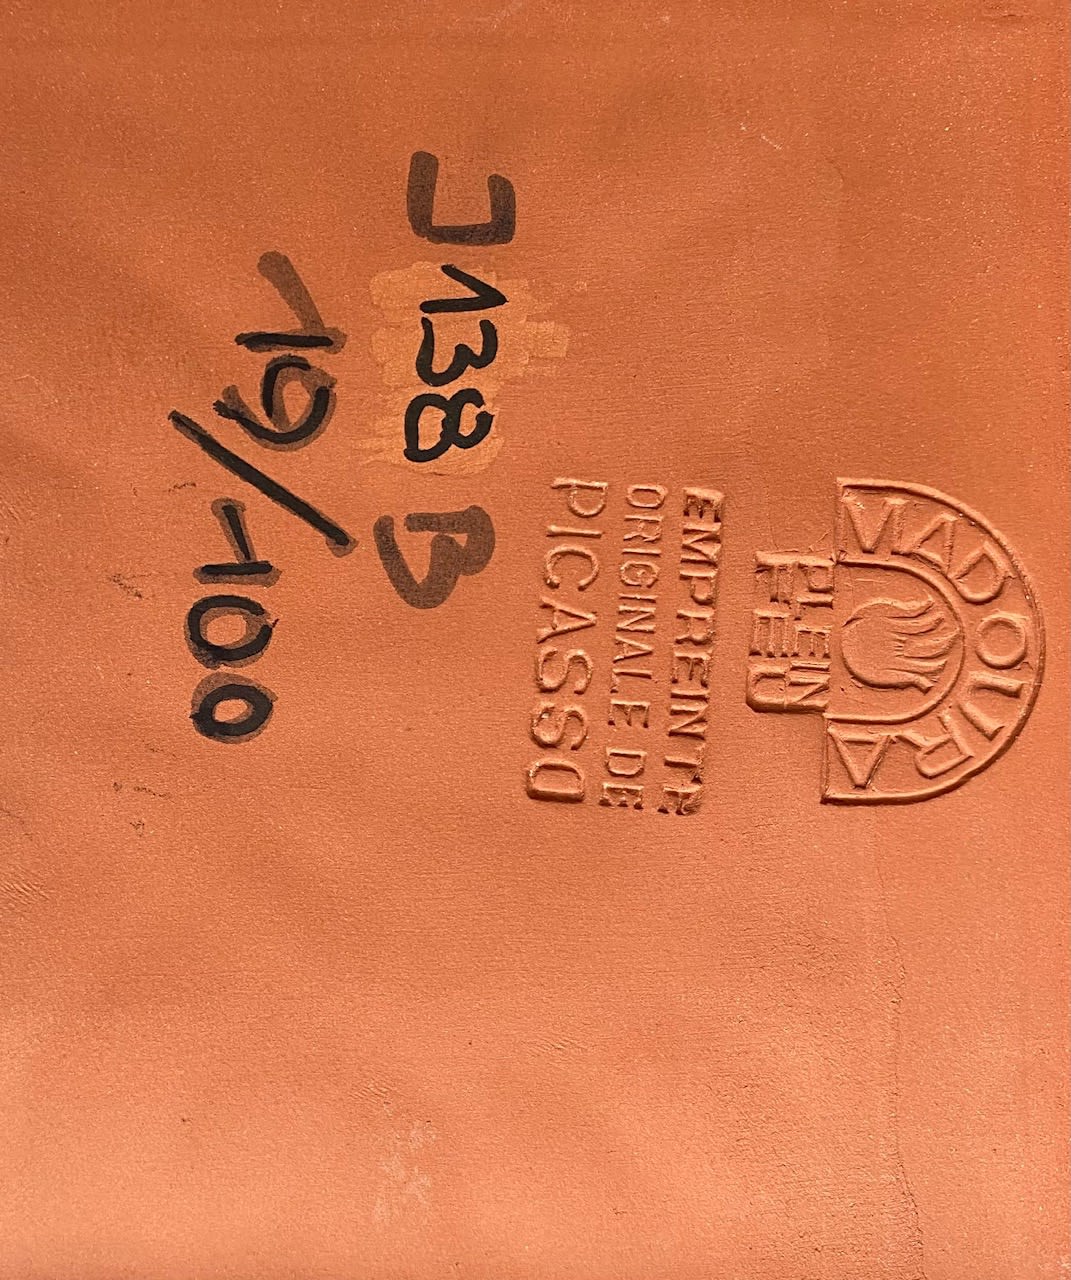 MADOURA
PLEIN
FEU
EMPREINTE
ORIGINALE DE
PICASSO
J 138 B
19/100